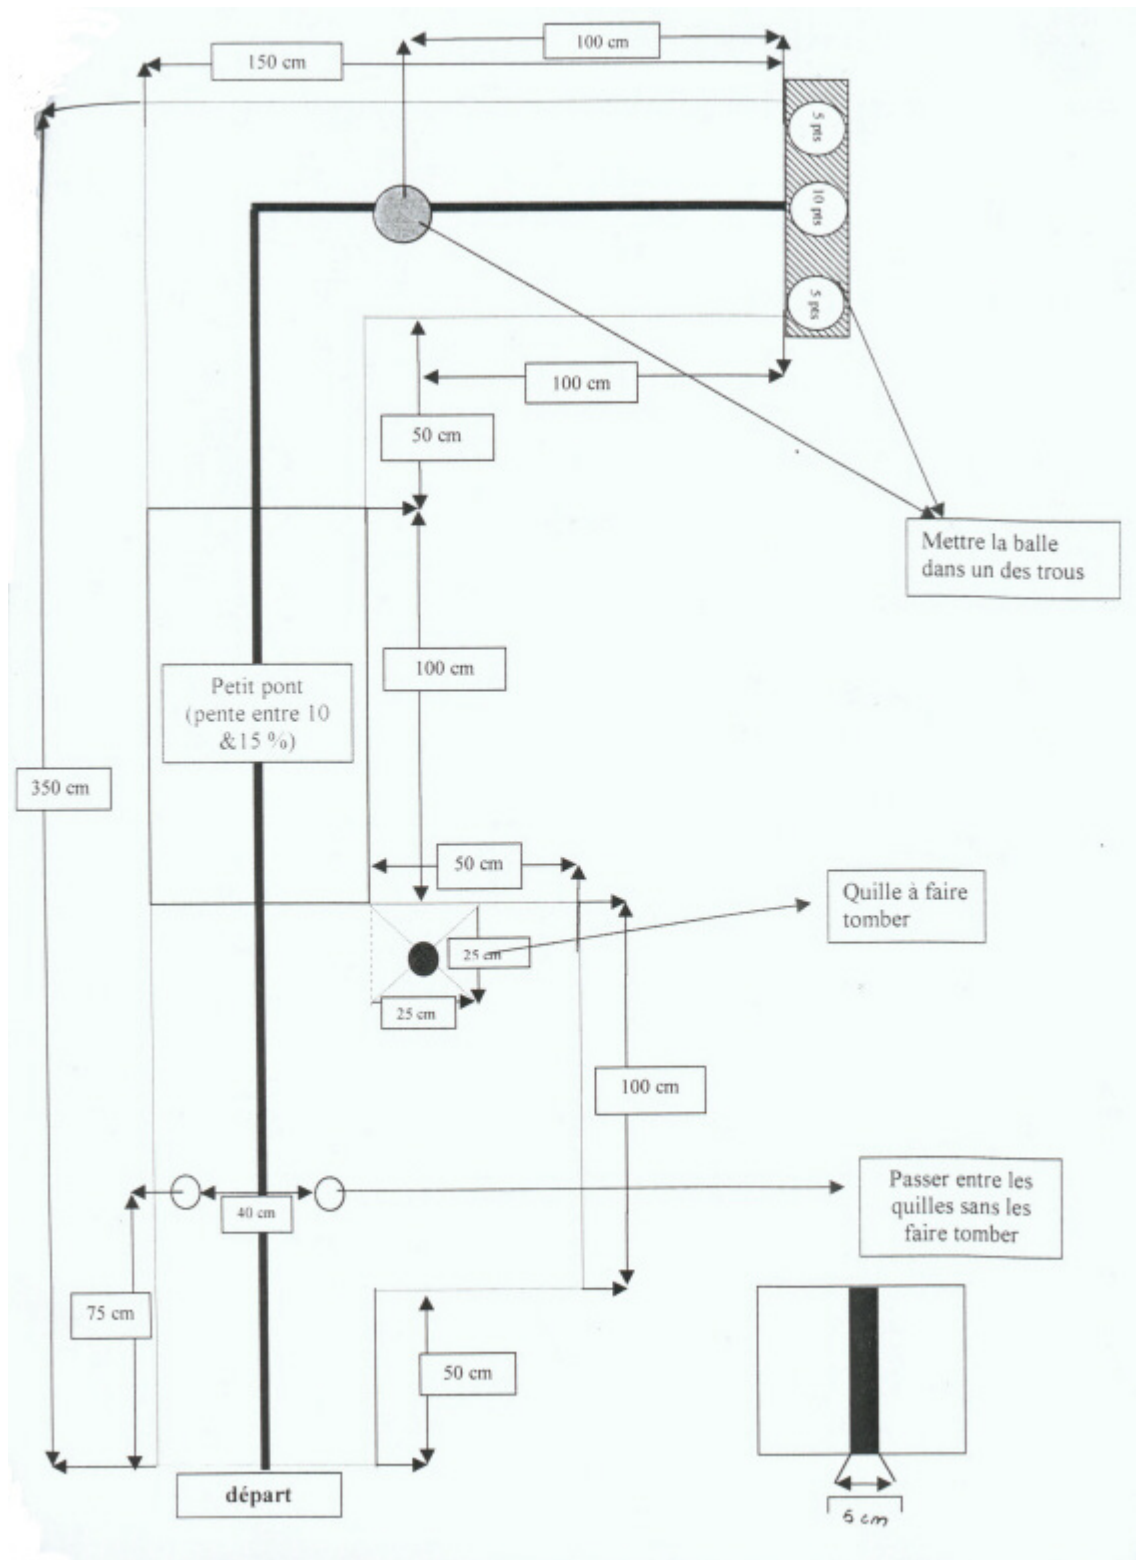 100 cm
150 cm
5 pts
10 pts
5 pts
100 cm
50 cm
Mettre la balle
dans un des trous
100 cm
Petit pont
(pente entre 10
&15 %)
350 cm
50 cm
Quille à faire
tomber
25 cm
25 cm
100 cm
Passer entre les
quilles sans les
faire tomber
40 cm
75 cm
50 cm
départ
5 cm